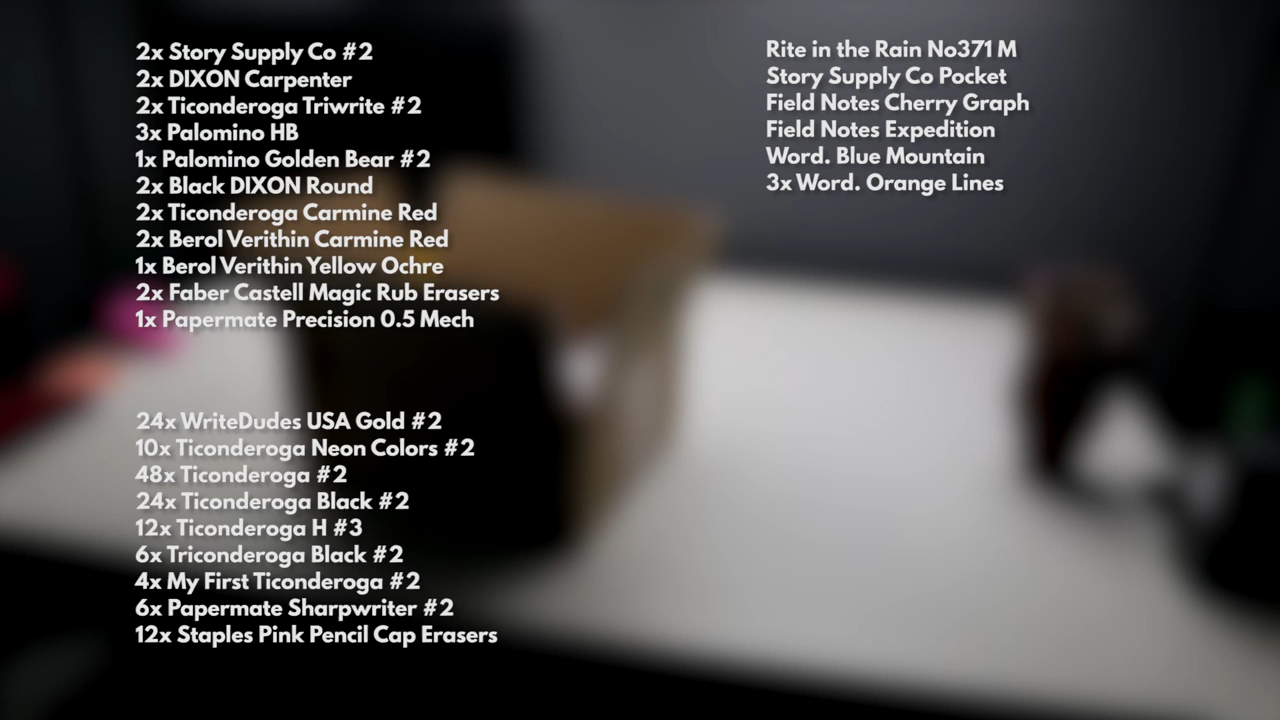 2x Story Supply Co #2
2x DIXON Carpenter
2x Ticonderoga Triwrite #2
3x Palomino HB
1x Palomino Golden Bear #2
2x Black DIXON Round
2x Ticonderoga Carmine Red
2x Berol Verithin Carmine Red
1x Berol Verithin Yellow Ochre
2x Faber Castell Magic Rub Erasers
1x Papermate Precision 0.5 Mech
24x WriteDudes USA Gold #2
10x Ticonderoga Neon Colors #2
48x Ticonderoga #2
24x Ticonderoga Black #2
12x Ticonderoga H #3
6x Triconderoga Black #2
4x My First Ticonderoga #2
6x Papermate Sharpwriter #2
12x Staples Pink Pencil Cap Erasers
Rite in the Rain No371 M
Story Supply Co Pocket
Field Notes Cherry Graph
Field Notes Expedition
Word. Blue Mountain
3x Word. Orange Lines